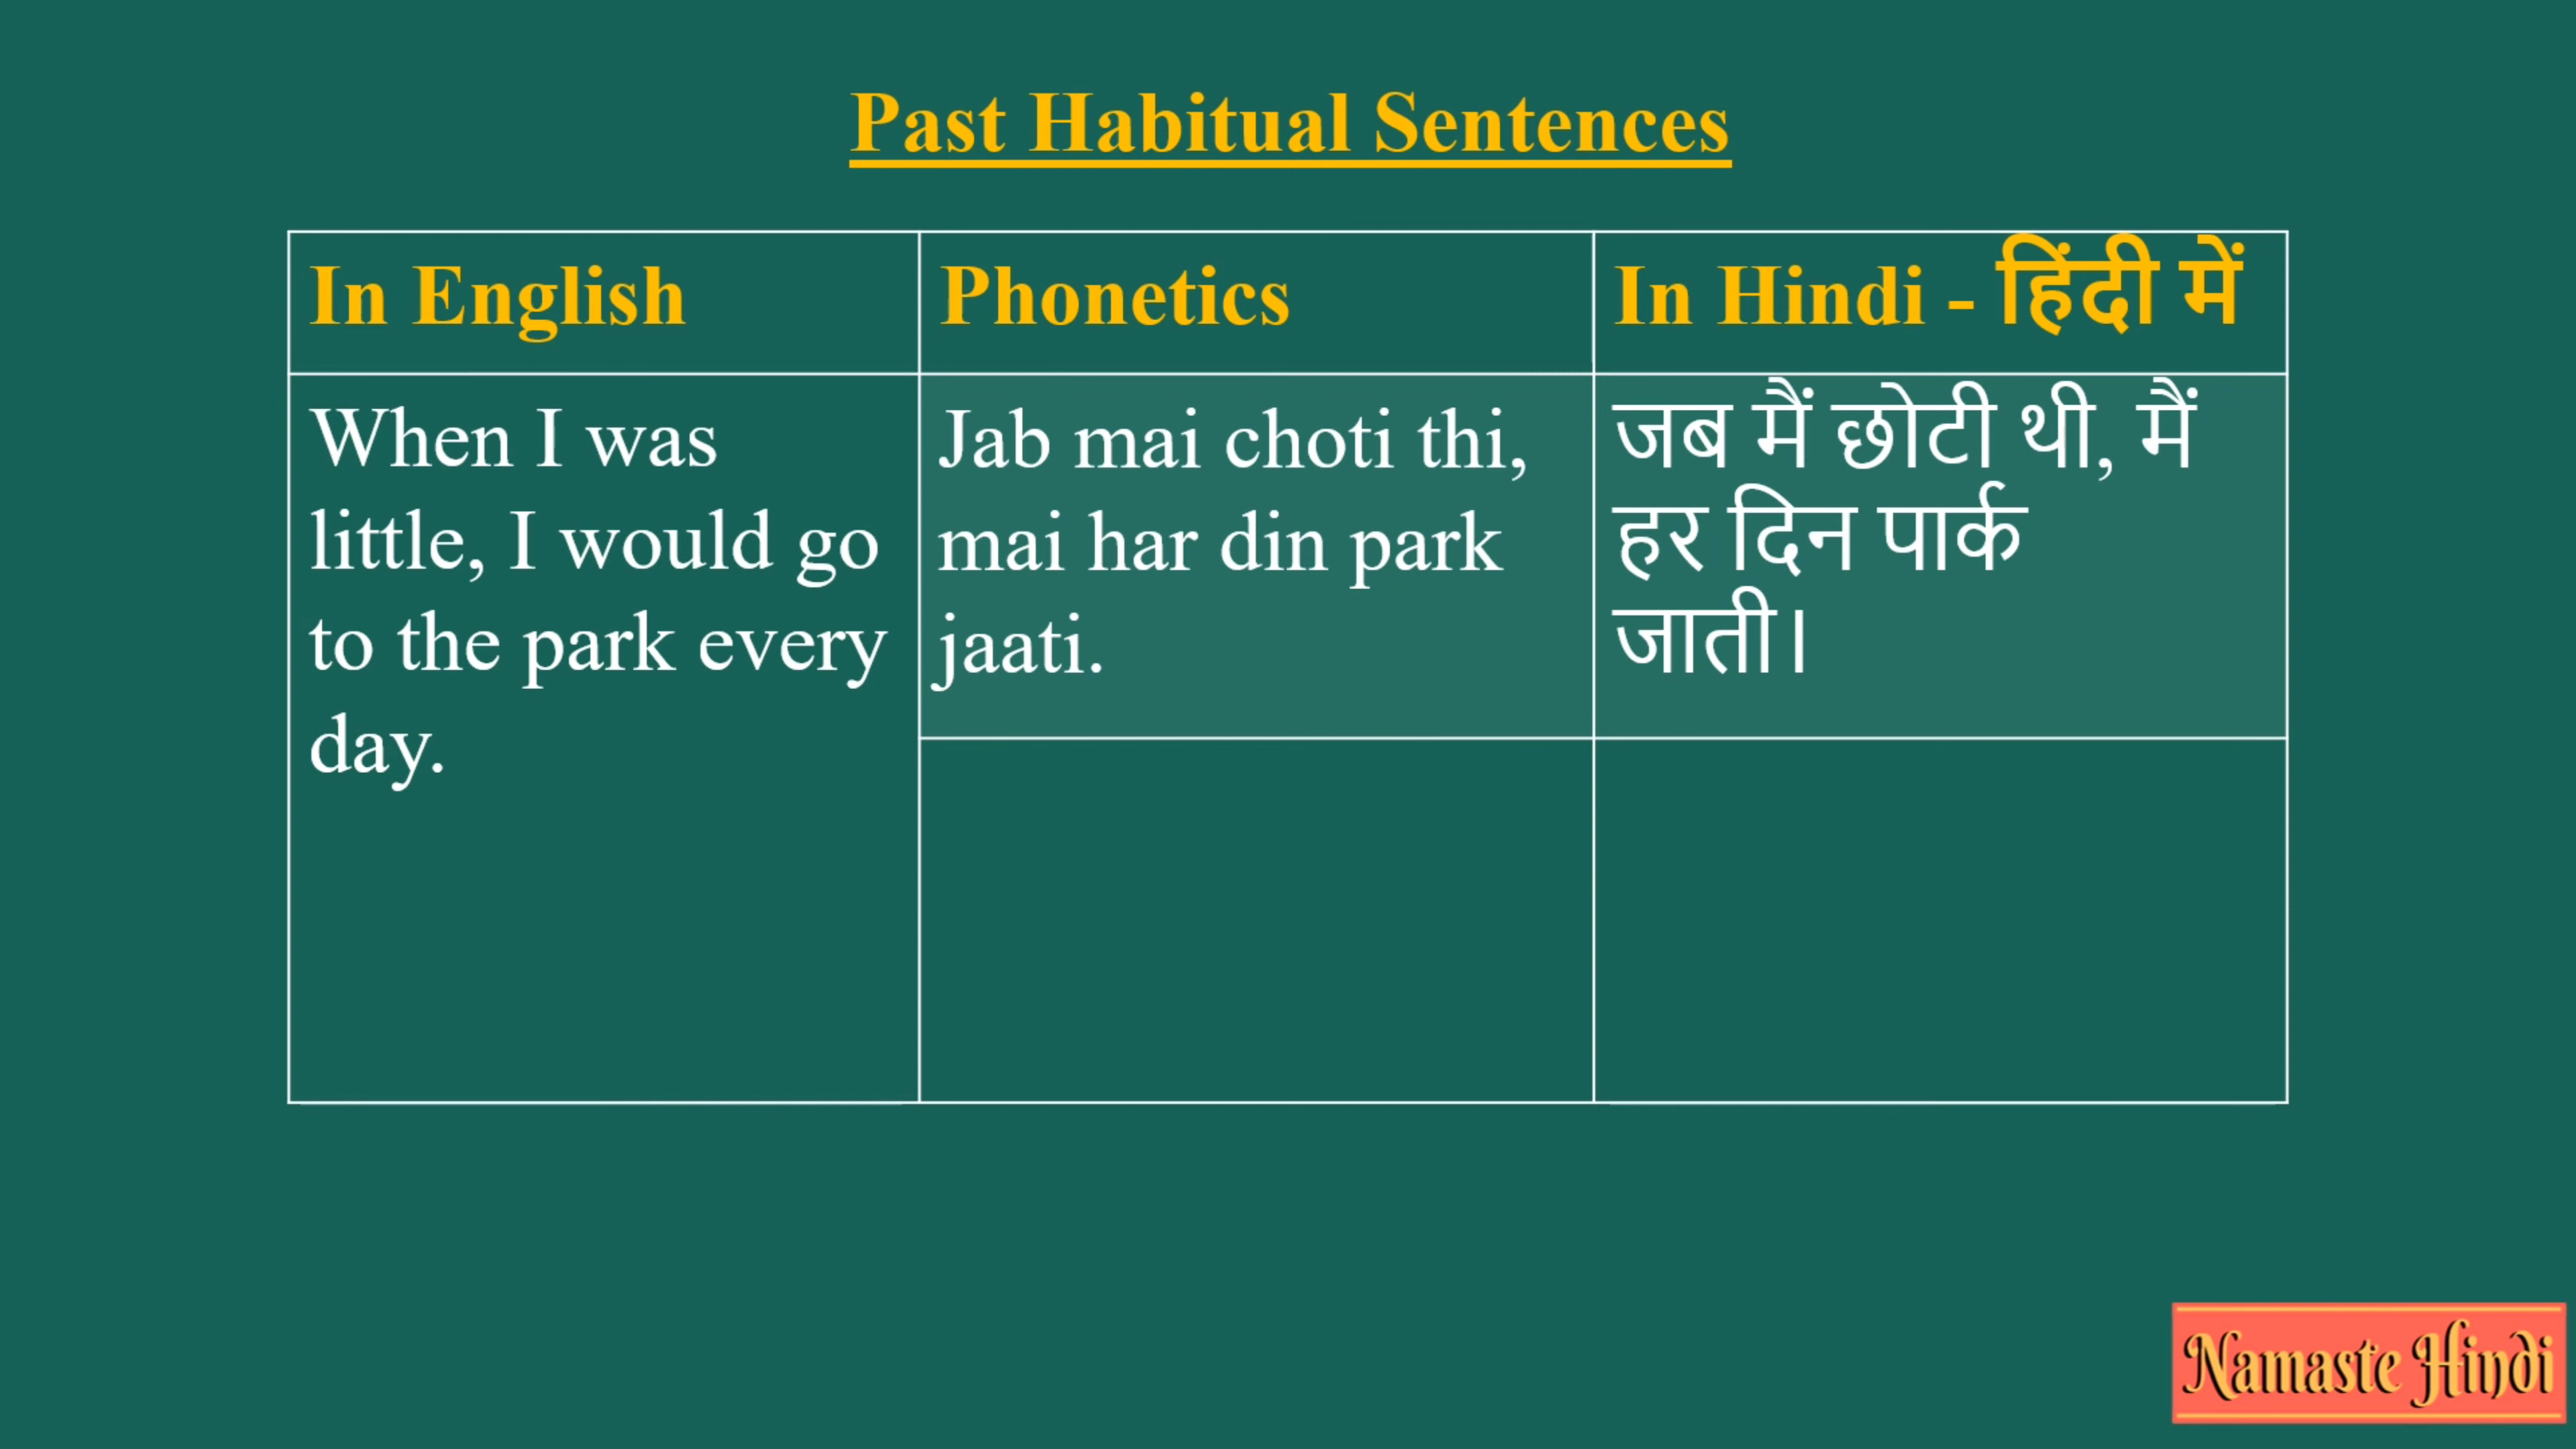 Past Habitual Sentences
In English
Phonetics
In Hindi - हिंदी में
When I was
little, I would go
to the park every
day.
Jab mai choti thi,
mai har din park
jaati.
जब मैं छोटी थी, मैं
हर दिन पार्क
जाती।
Namaste Hindi